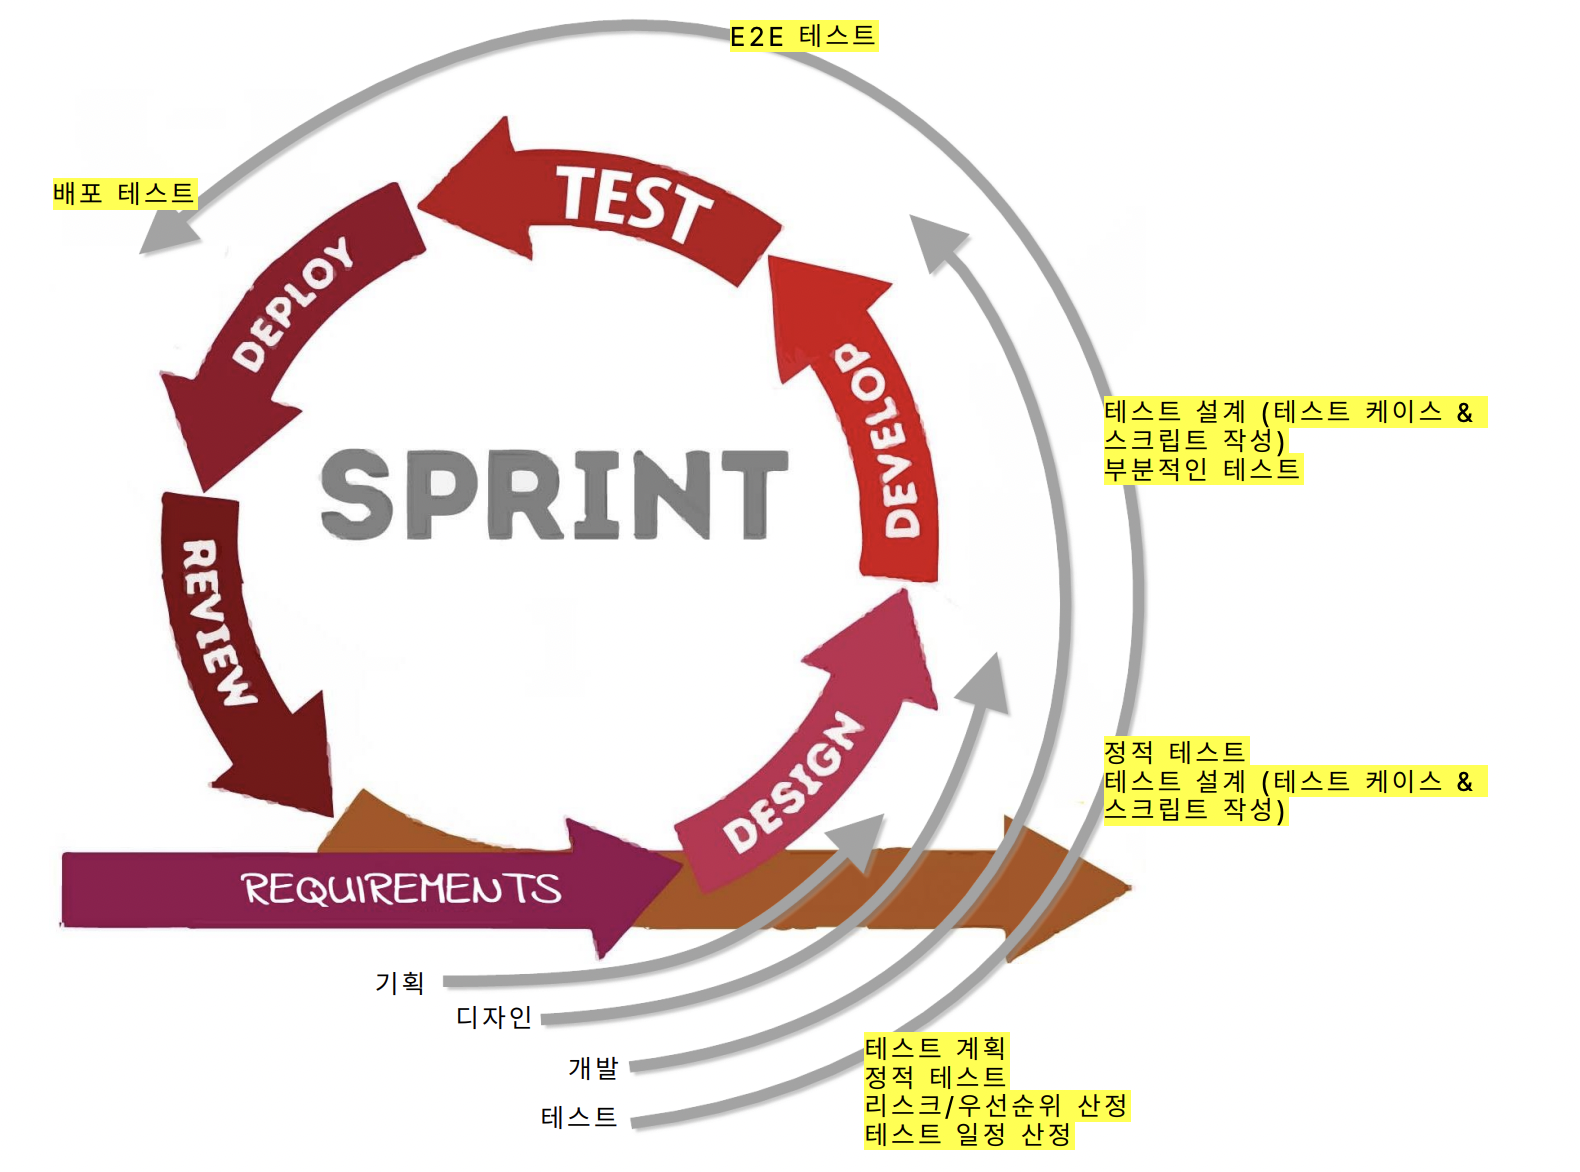 E2E 테스트
배포 테스트
TEST
DEPLOY
DEVELOP
테스트 설계 (테스트 케이스 &
스크립트 작성)
부분적인 테스트
SPRINT
REVIEW
DESIGN
정적 테스트
테스트 설계 (테스트 케이스 &
스크립트 작성)
REQUIREMENTS
기획
디자인
개발
테스트
테스트 계획
정적 테스트
리스크/우선순위 산정
테스트 일정 산정